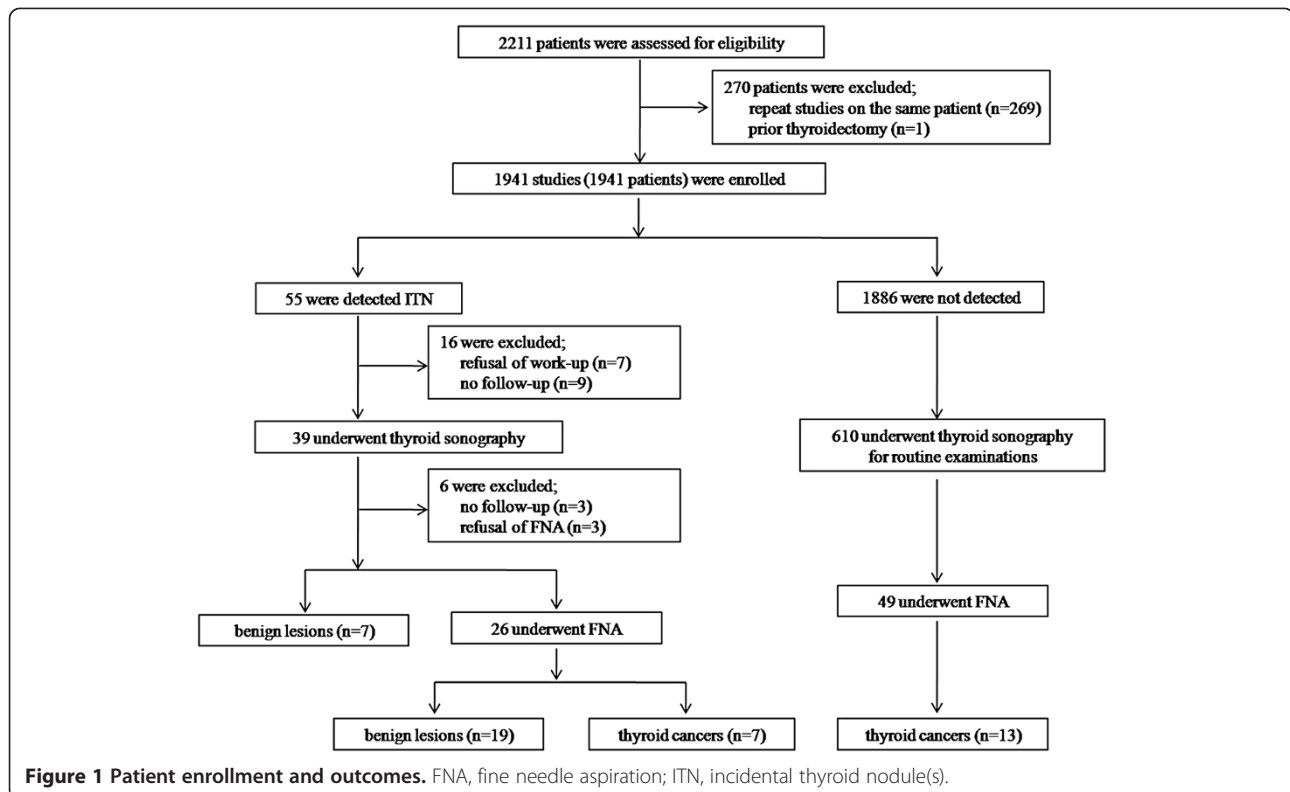 2211 patients were assessed for eligibility
270 patients were excluded;
repeat studies on the same patient (n=269)
prior thyroidectomy (n=1)
1941 studies (1941 patients) were enrolled
55 were detected ITN
1886 were not detected
16 were excluded;
refusal of work-up (n=7)
no follow-up (n=9)
39 underwent thyroid sonography
610 underwent thyroid sonography
for routine examinations
6 were excluded;
no follow-up (n=3)
refusal of FNA (n=3)
benign lesions (n=7)
26 underwent FNA
49 underwent FNA
benign lesions (n=19)
thyroid cancers (n=7)
thyroid cancers (n=13)
Figure 1 Patient enrollment and outcomes. FNA, fine needle aspiration; ITN, incidental thyroid nodule(s).